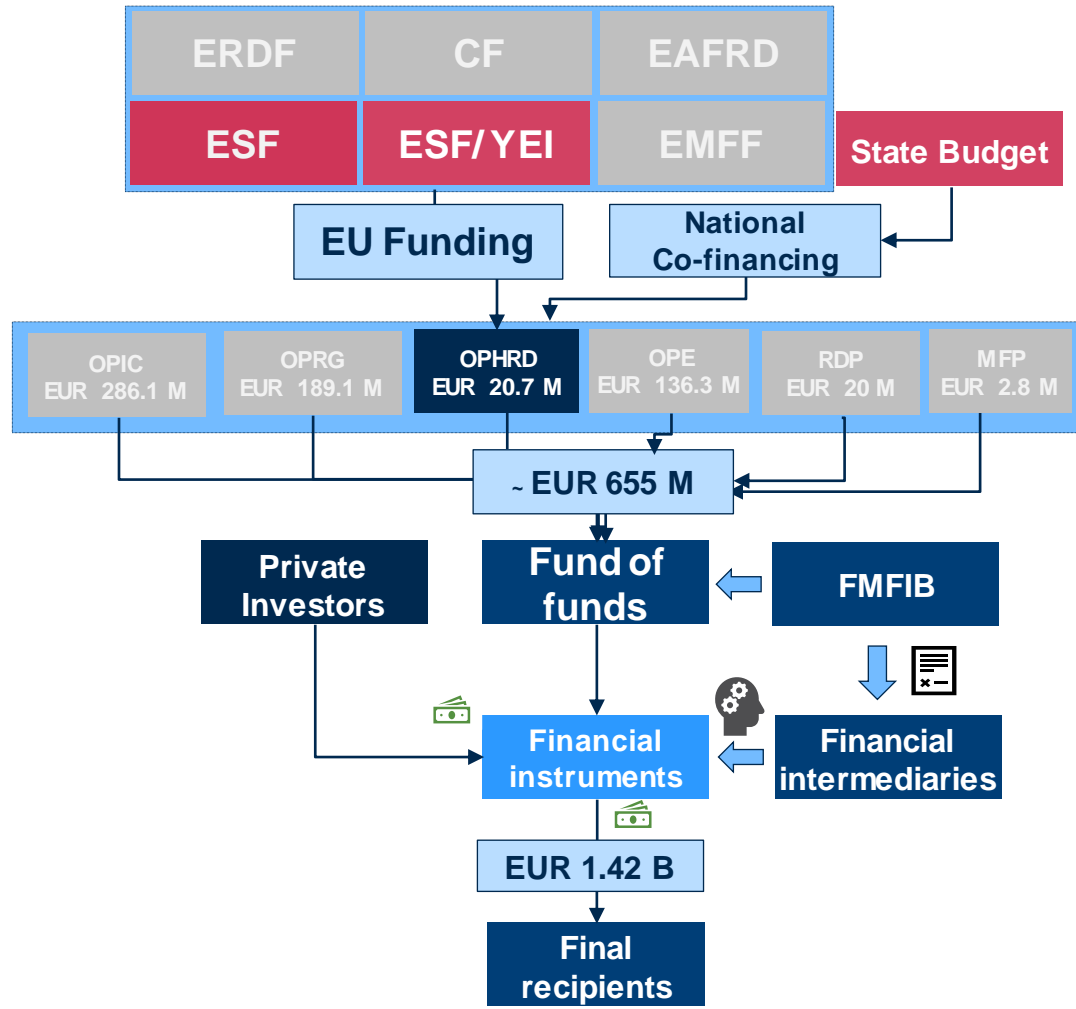 ERDF
CF
EAFRD
ESF
ESF/ YEI
EMFF
State Budget
EU Funding
National
Co-financing
OPIC
EUR 286.1 M
OPRG
EUR 189.1 M
OPHRD
EUR 20.7 M
OPE
EUR 136.3 M
RDP
EUR 20 M
MFP
EUR 2.8 M
~ EUR 655 M
Private
Investors
Fund of
funds
FMFIB
Financial
instruments
Financial
intermediaries
EUR 1.42 B
Final
recipients